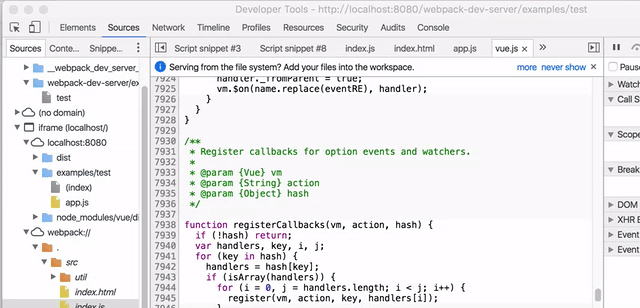 Developer Tools - http://localhost:8080/webpack-dev-server/examples/test
Elements Sources Network Timeline Profiles Resources Security Audits Console
Sources Conte... Snippe... Script snippet #3 Script snippet #8 index.js index.html app.js vue.js
Serving from the file system? Add your files into the workspace. more never show
Paus
Watch
Call S
Scope
Break
DOM
XHR E
Event
Event
__webpack_dev_server_
webpack-dev-server/ex
test
(no domain)
iframe (localhost/)
localhost:8080
dist
examples/test
(index)
app.js
node_modules/vue/di
webpack://
.
src
util
index.html
index.js
7924 handler._fromParent = true;
7925 vm.$on(name.replace(eventRE), handler);
7926 }
7927 }
7928 }
7929
7930 /**
7931 * Register callbacks for option events and watchers.
7932 *
7933 * @param {Vue} vm
7934 * @param {String} action
7935 * @param {Object} hash
7936 */
7937
7938 function registerCallbacks(vm, action, hash) {
7939 if (!hash) return;
7940 var handlers, key, i, j;
7941 for (key in hash) {
7942 handlers = hash[key];
7943 if (isArray(handlers)) {
7944 for (i = 0, j = handlers.length; i < j; i++) {
7945 register(vm, action, key, handlers[i]);
7946 }